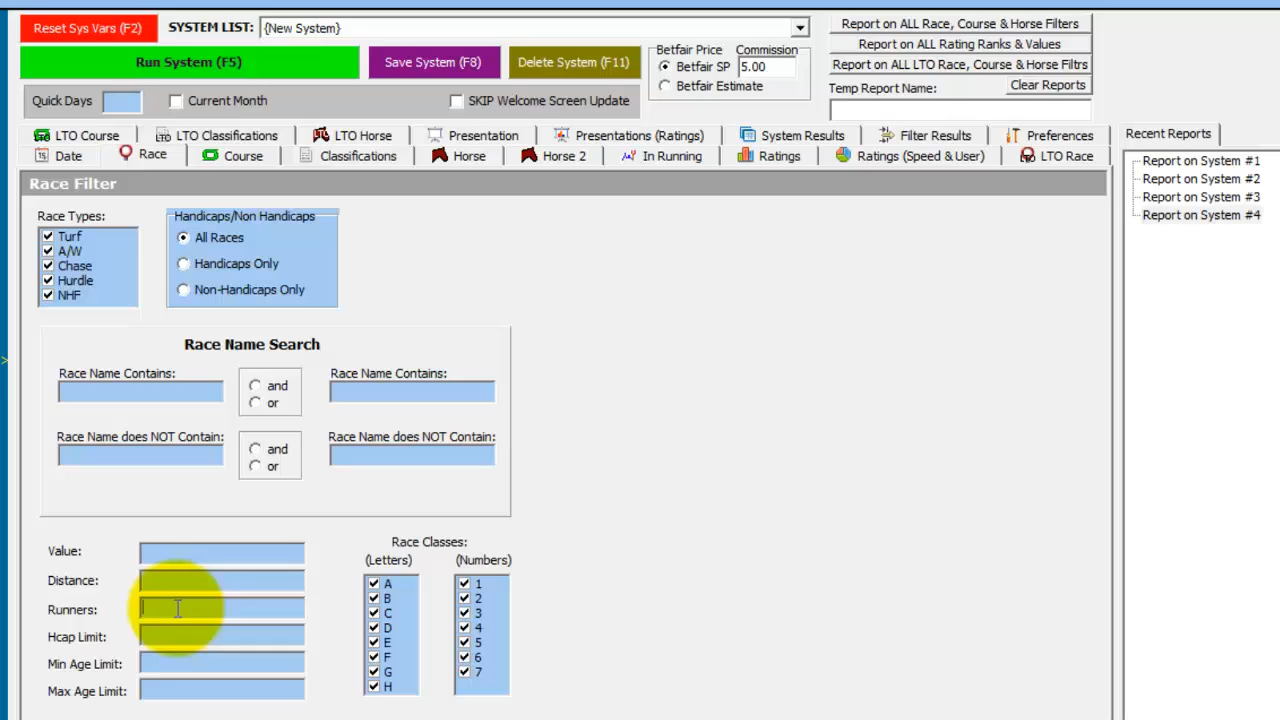 Reset Sys Vars (F2)
SYSTEM LIST:
{New System}
Report on ALL Race, Course & Horse Filters
Run System (F5)
Save System (F8)
Delete System (F11)
Betfair Price
Commission
Betfair SP
5.00
Betfair Estimate
Report on ALL Rating Ranks & Values
Report on ALL LTO Race, Course & Horse Filtrs
Temp Report Name:
Clear Reports
Quick Days
Current Month
SKIP Welcome Screen Update
LTO Course
LTO Classifications
LTO Horse
Presentation
Presentations (Ratings)
System Results
Filter Results
Preferences
Recent Reports
Date
Race
Course
Classifications
Horse
Horse 2
In Running
Ratings
Ratings (Speed & User)
LTO Race
Report on System #1
Report on System #2
Report on System #3
Report on System #4
Race Filter
Race Types:
Turf
A/W
Chase
Hurdle
NHF
Handicaps/Non Handicaps
All Races
Handicaps Only
Non-Handicaps Only
Race Name Search
Race Name Contains:
and
or
Race Name Contains:
Race Name does NOT Contain:
and
or
Race Name does NOT Contain:
Value:
Distance:
Runners:
Hcap Limit:
Min Age Limit:
Max Age Limit:
Race Classes:
(Letters)
(Numbers)
A
B
C
D
E
F
G
H
1
2
3
4
5
6
7